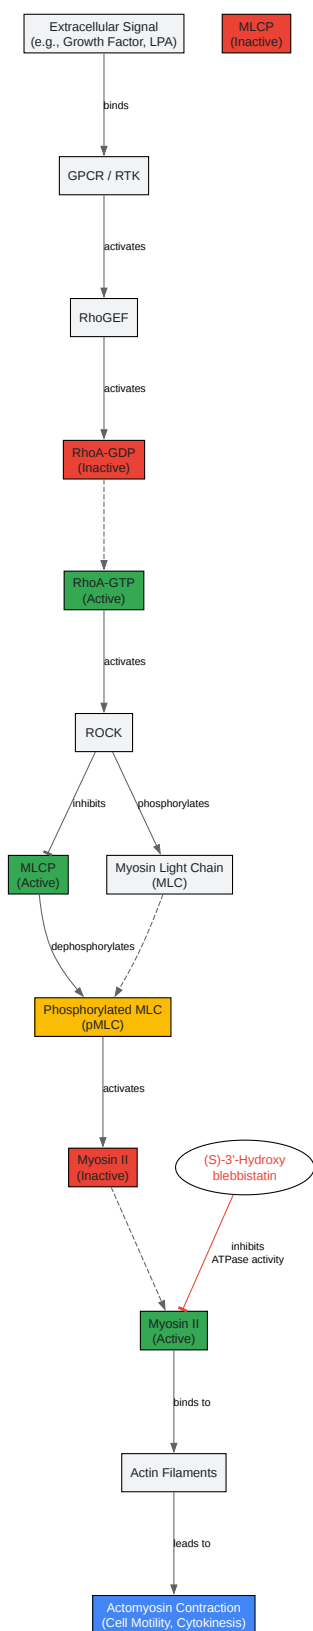 Extracellular Signal
(e.g., Growth Factor, LPA)
MLCP
(Inactive)
binds
GPCR / RTK
activates
RhoGEF
activates
RhoA-GDP
(Inactive)
RhoA-GTP
(Active)
activates
ROCK
inhibits
phosphorylates
MLCP
(Active)
Myosin Light Chain
(MLC)
dephosphorylates
Phosphorylated MLC
(pMLC)
activates
Myosin II
(Inactive)
(S)-3'-Hydroxy
blebbistatin
inhibits
ATPase activity
Myosin II
(Active)
binds to
Actin Filaments
leads to
Actomyosin Contraction
(Cell Motility, Cytokinesis)